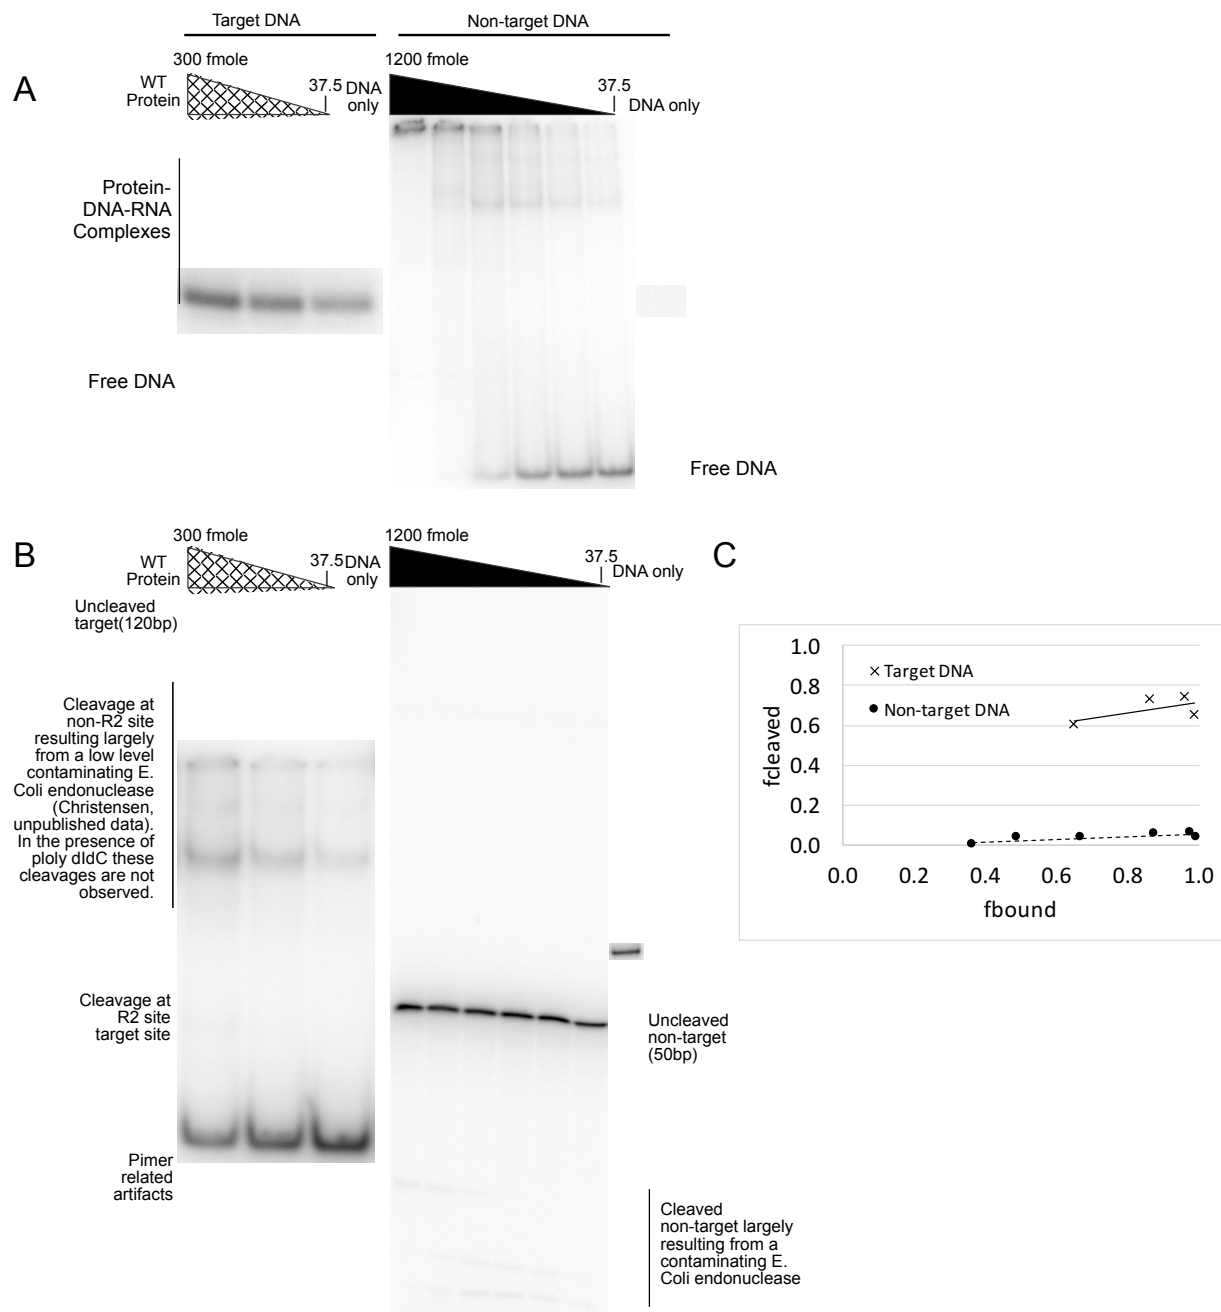 Target DNA
Non-target DNA
A
300 fmole
WT
Protein
37.5
DNA
only
1200 fmole
37.5
DNA only
Protein-
DNA-RNA
Complexes
Free DNA
Free DNA
B
300 fmole
WT
Protein
37.5
DNA
only
1200 fmole
37.5
DNA only
Uncleaved
target(120bp)
Cleavage at
non-R2 site
resulting largely
from a low level
contaminating E.
Coli endonuclease
(Christensen,
unpublished data).
In the presence of
ploly dIdC these
cleavages are not
observed.
Cleavage at
R2 site
target site
Pimer
related
artifacts
Uncleaved
non-target
(50bp)
Cleaved
non-target largely
resulting from a
contaminating E.
Coli endonuclease
C
1.0
0.8
0.6
0.4
0.2
0.0
fcleaved
Target DNA
Non-target DNA
0.0 0.2 0.4 0.6 0.8 1.0
fbound